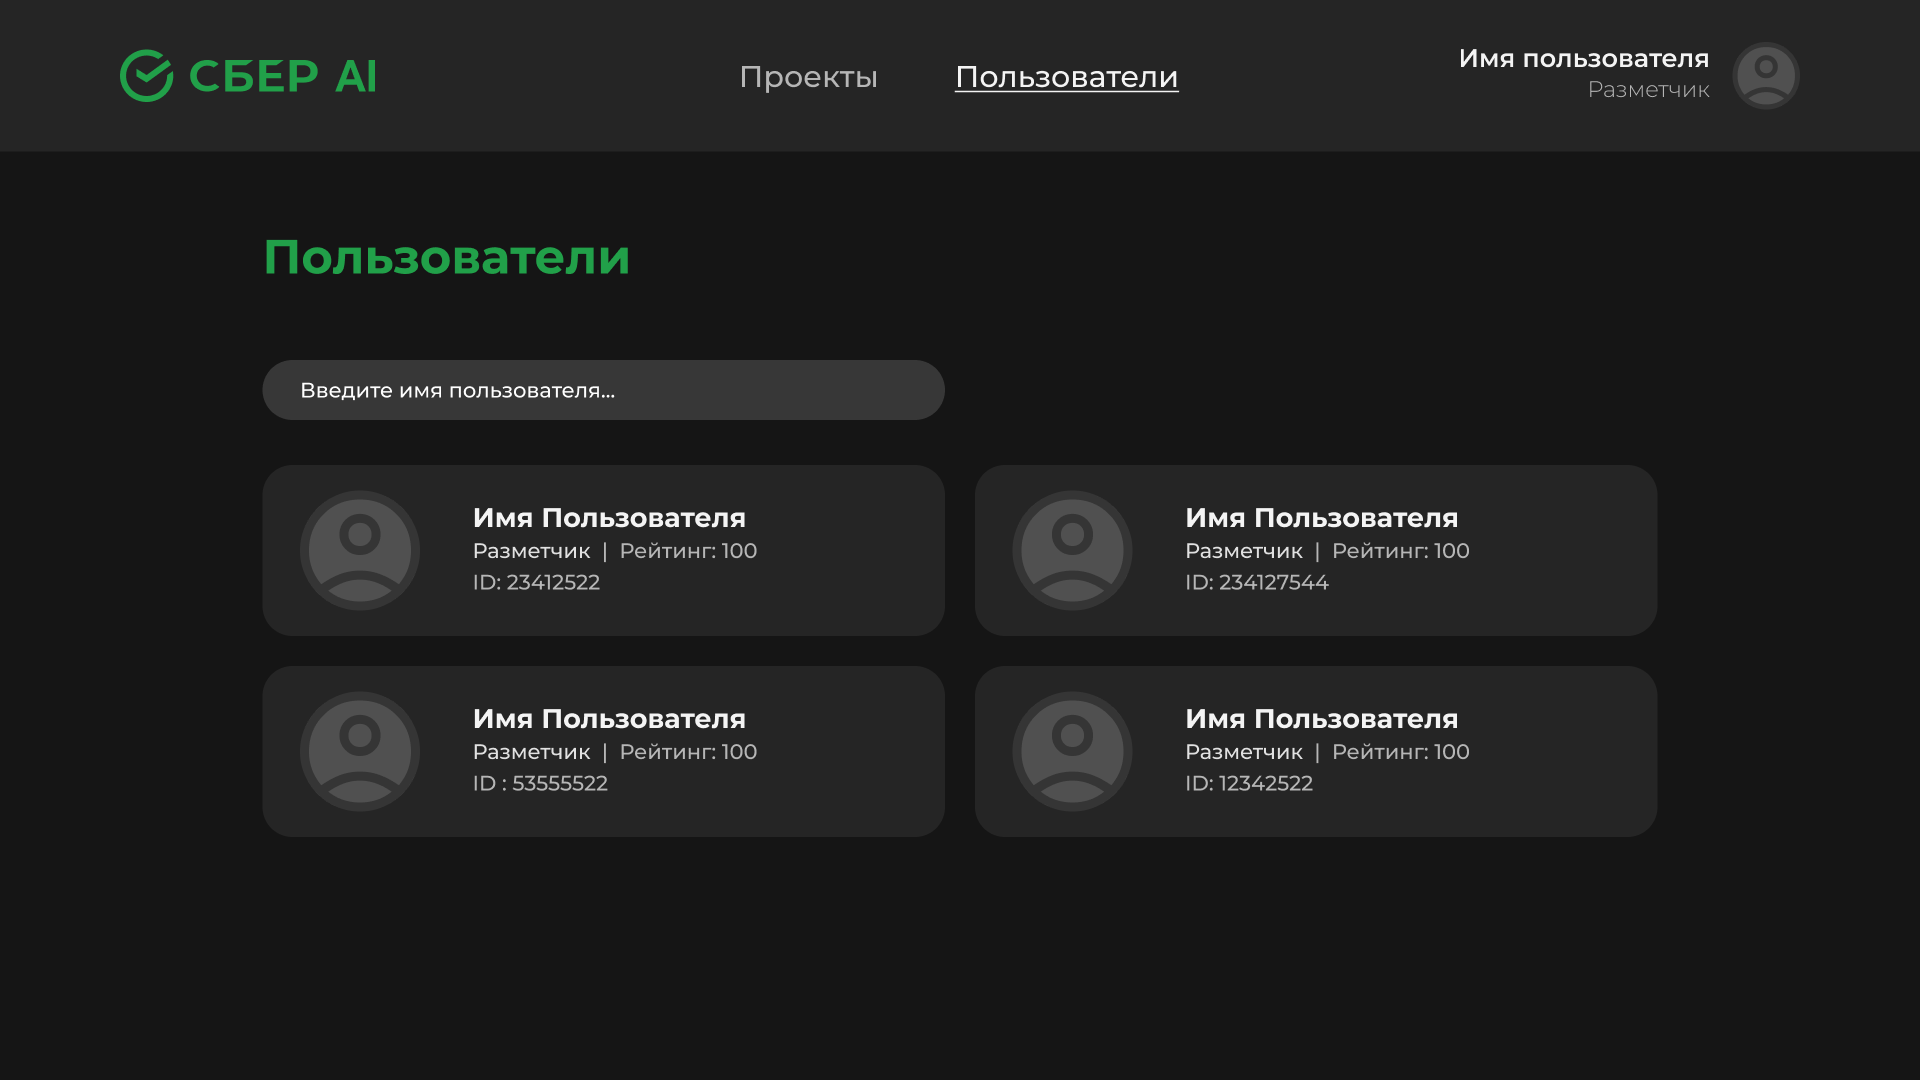 СБЕР AI
Проекты
Пользователи
Имя пользователя
Разметчик
Пользователи
Введите имя пользователя...
Имя Пользователя
Разметчик | Рейтинг: 100
ID: 23412522
Имя Пользователя
Разметчик | Рейтинг: 100
ID: 234127544
Имя Пользователя
Разметчик | Рейтинг: 100
ID : 53555522
Имя Пользователя
Разметчик | Рейтинг: 100
ID: 12342522